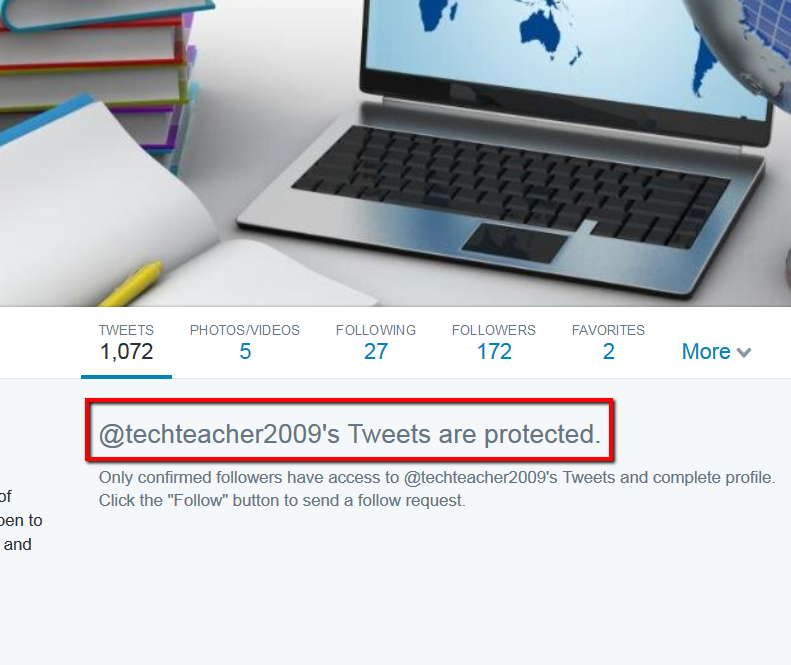 TWEETS PHOTOS/VIDEOS FOLLOWING FOLLOWERS FAVORITES
1,072 5 27 172 2 More
@techteacher2009's Tweets are protected.
Only confirmed followers have access to @techteacher2009's Tweets and complete profile.
Click the "Follow" button to send a follow request.
of
pen to
and